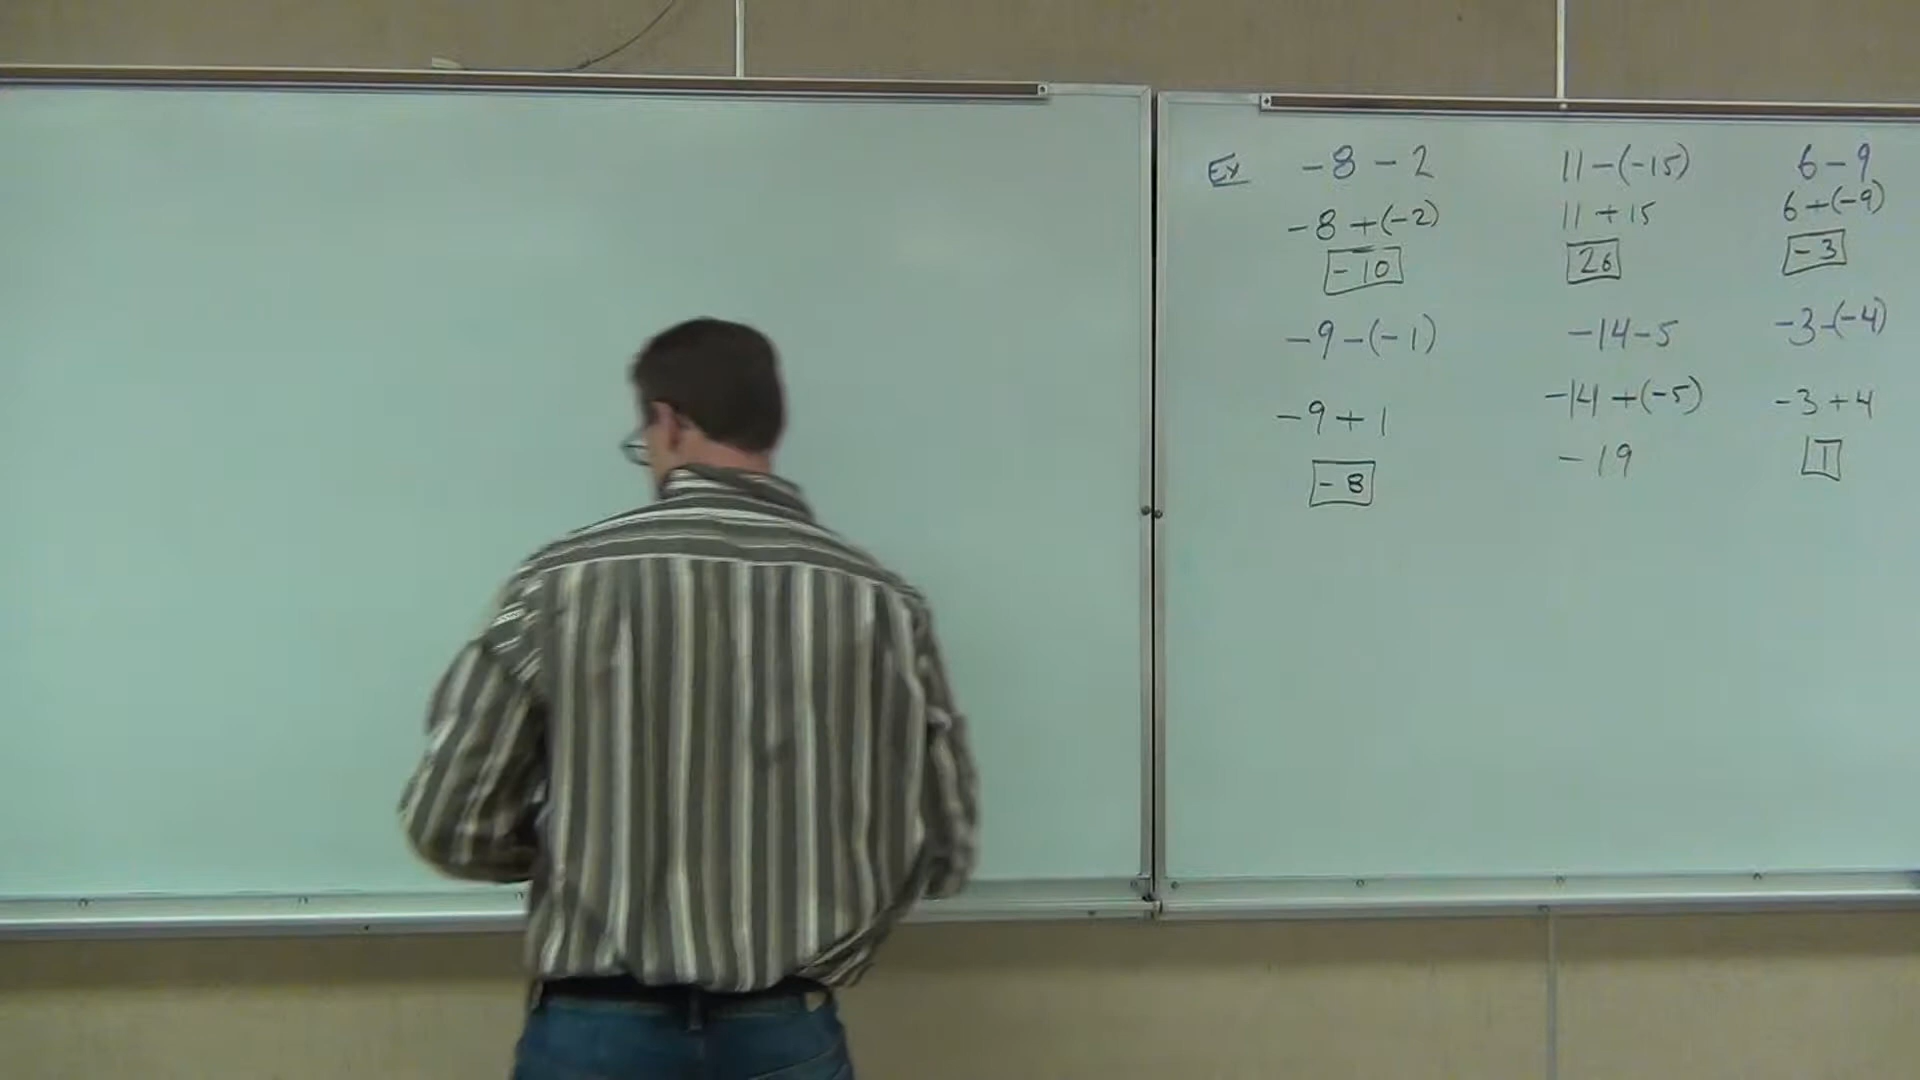 Ex -8 - 2 11-(-15) 6-9
-8 +(-2) 11 + 15 6+(-9)
-10 26 -3
-9-(-1) -14-5 -3-(-4)
-9+1 -14+(-5) -3+4
-8 -19 1